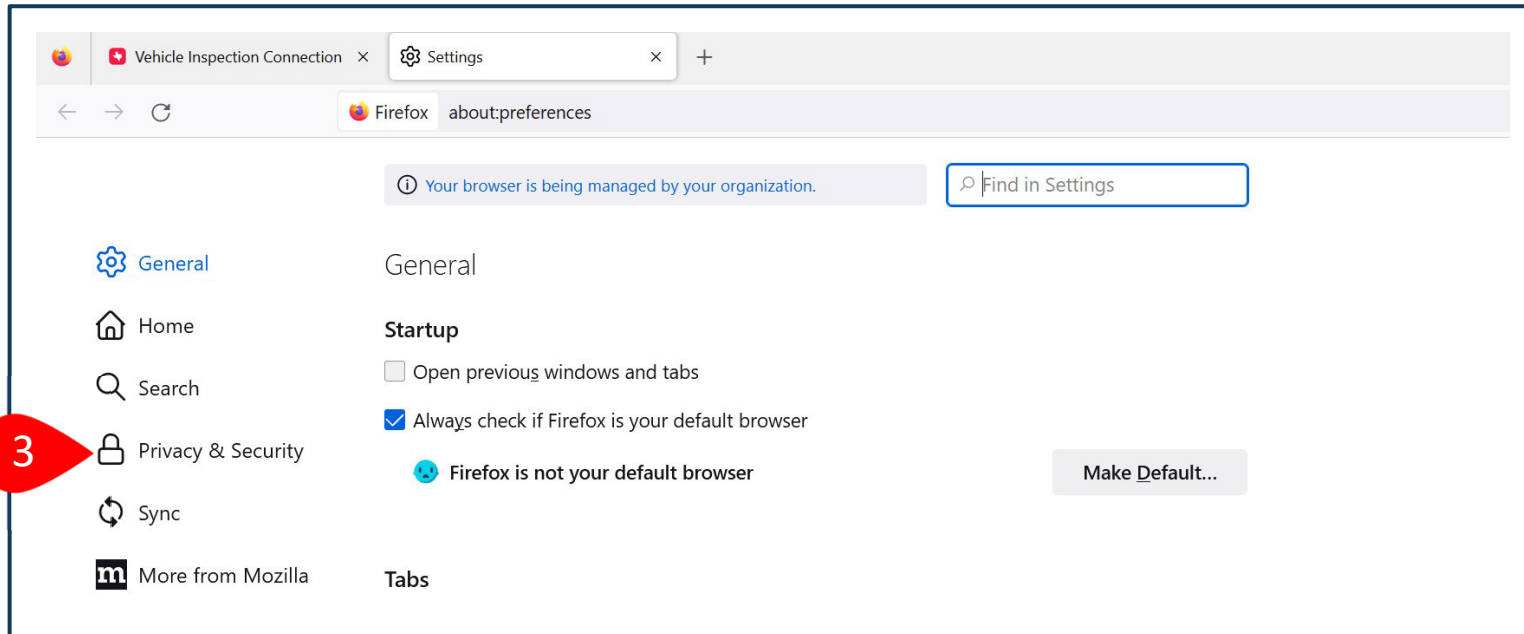 Vehicle Inspection Connection
Settings
Firefox about:preferences
Your browser is being managed by your organization.
Find in Settings
General
General
Home
Startup
Open previous windows and tabs
Search
Always check if Firefox is your default browser
3
Privacy & Security
Firefox is not your default browser
Make Default...
Sync
m More from Mozilla
Tabs